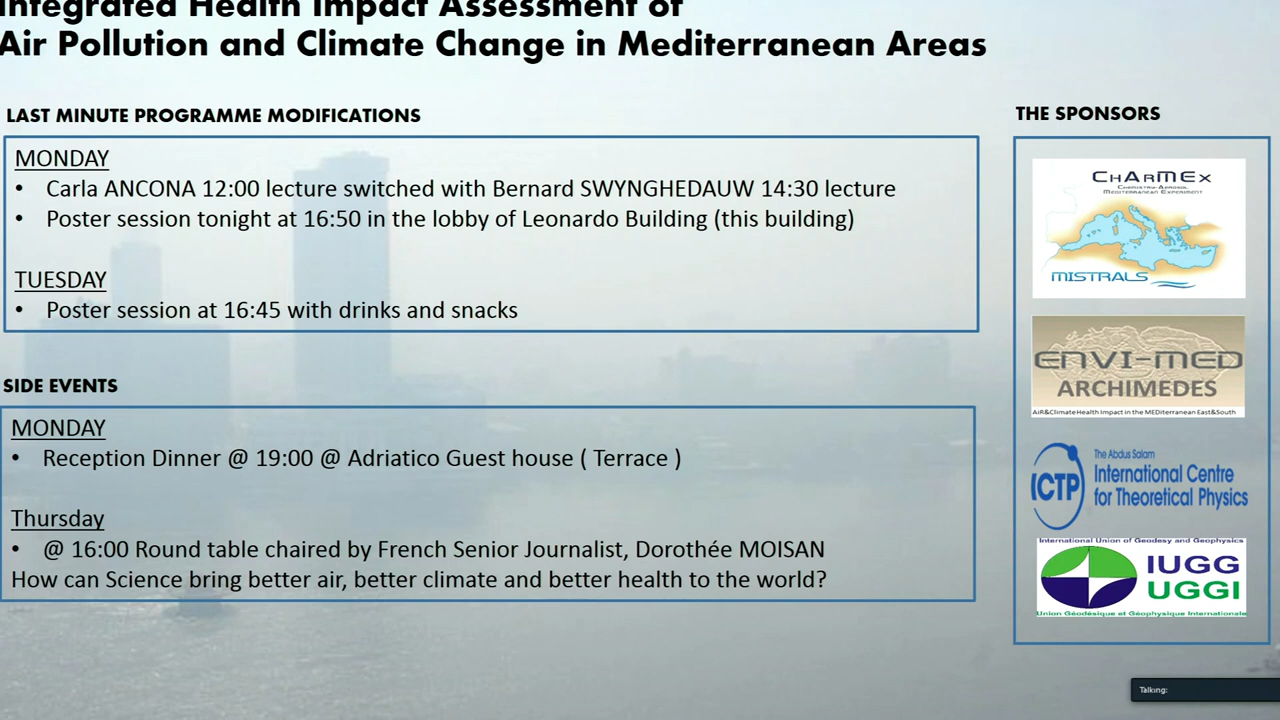 Integrated Health Impact Assessment of
Air Pollution and Climate Change in Mediterranean Areas
LAST MINUTE PROGRAMME MODIFICATIONS
MONDAY
• Carla ANCONA 12:00 lecture switched with Bernard SWYNGHEDAUW 14:30 lecture
• Poster session tonight at 16:50 in the lobby of Leonardo Building (this building)
TUESDAY
• Poster session at 16:45 with drinks and snacks
SIDE EVENTS
MONDAY
• Reception Dinner @ 19:00 @ Adriatico Guest house ( Terrace )
Thursday
• @ 16:00 Round table chaired by French Senior Journalist, Dorothée MOISAN
How can Science bring better air, better climate and better health to the world?
THE SPONSORS
CHARMEX
CHEMISTRY-AEROSOL
MEDITERRANEAN EXPERIMENT
MISTRALS
ENVI-MED
ARCHIMEDES
AiR&Climate Health Impact in the MEDiterranean East&South
ICTP
The Abdus Salam
International Centre
for Theoretical Physics
International Union of Geodesy and Geophysics
IUGG
UGGI
Union Géodésique et Géophysique Internationale
Talking: